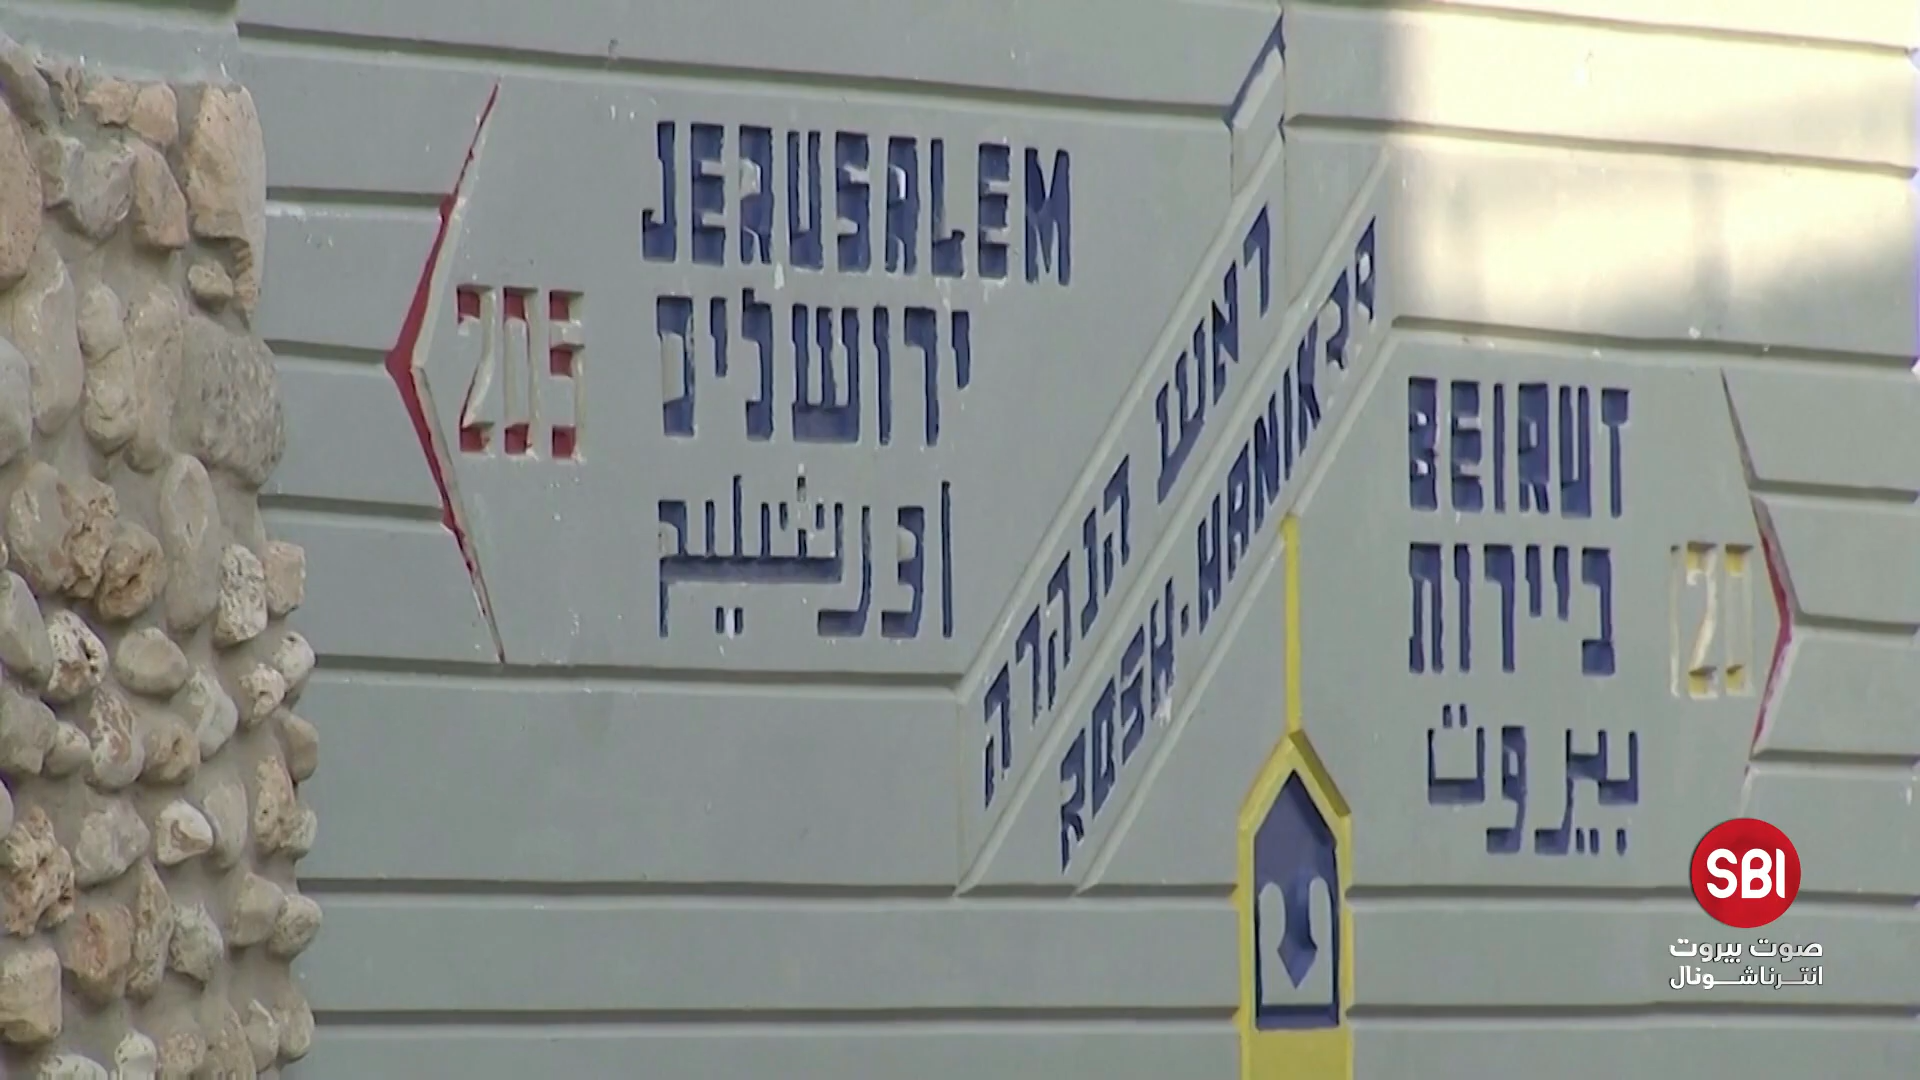 JERUSALEM
205
ירושלים
اورشليم
ראש הנקרה
ROSH-HANIKRA
BEIRUT
120
ביירות
بيروت
SBI
صوت بيروت
انترناشونال